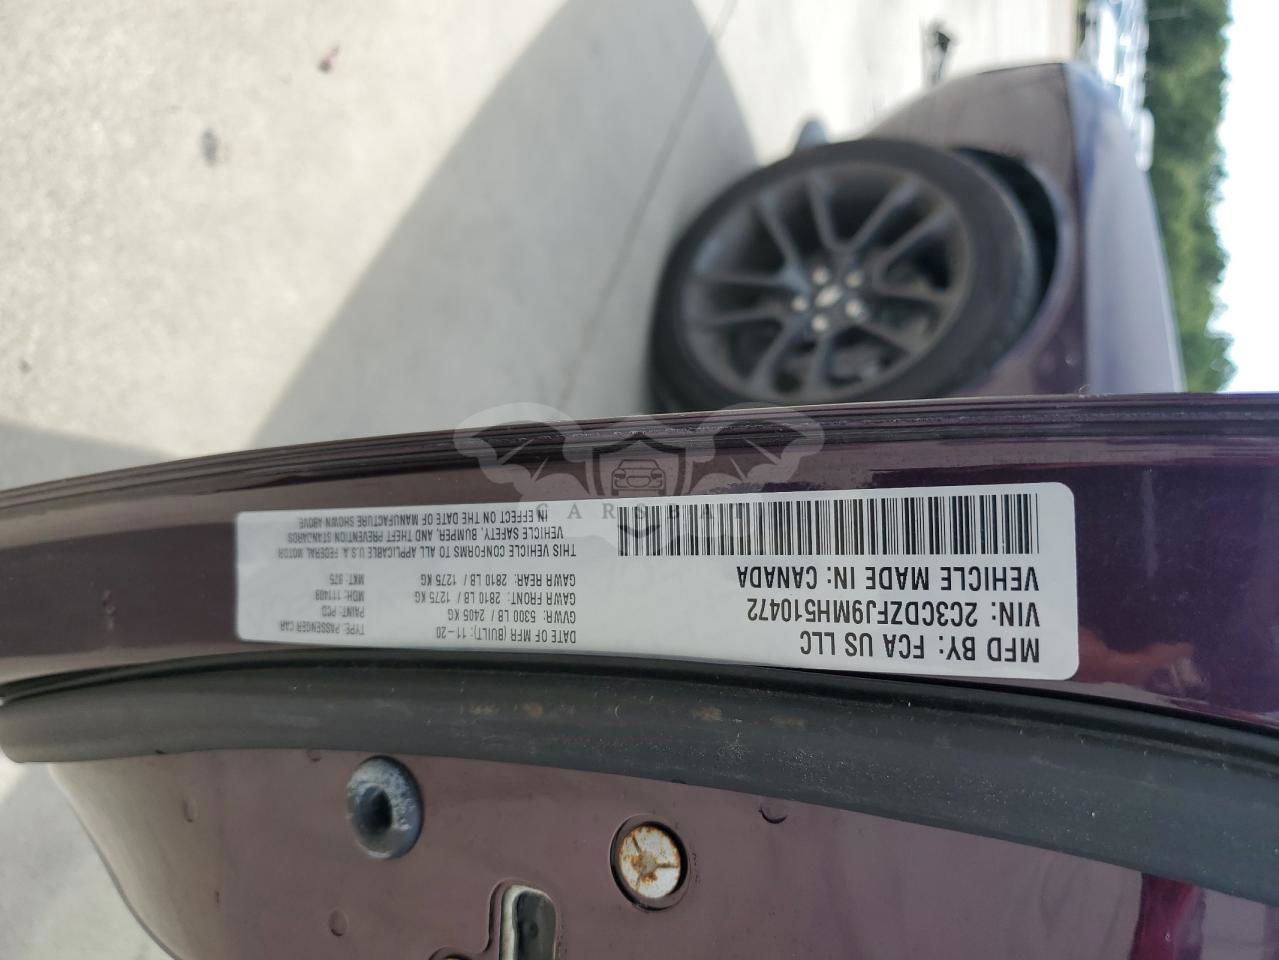 MFD BY: FCA US LLC
VIN: 2C3CDZFJ9MH510472
VEHICLE MADE IN: CANADA
DATE OF MFR (BUILT): 11-20
GVWR: 5300 LB / 2405 KG
GAWR FRONT: 2810 LB / 1275 KG
GAWR REAR: 2810 LB / 1275 KG
TYPE: PASSENGER CAR
PAINT: PCD
MDH: 111409
MKT: 975
THIS VEHICLE CONFORMS TO ALL APPLICABLE U.S.A. FEDERAL MOTOR
VEHICLE SAFETY, BUMPER, AND THEFT PREVENTION STANDARDS
IN EFFECT ON THE DATE OF MANUFACTURE SHOWN ABOVE.
CARSBAT